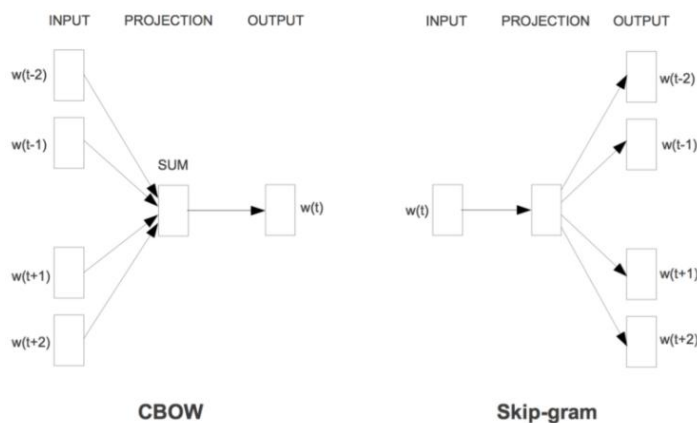 INPUT PROJECTION OUTPUT
w(t-2)
w(t-1)
SUM
w(t)
w(t+1)
w(t+2)
CBOW
INPUT PROJECTION OUTPUT
w(t-2)
w(t-1)
w(t)
w(t+1)
w(t+2)
Skip-gram